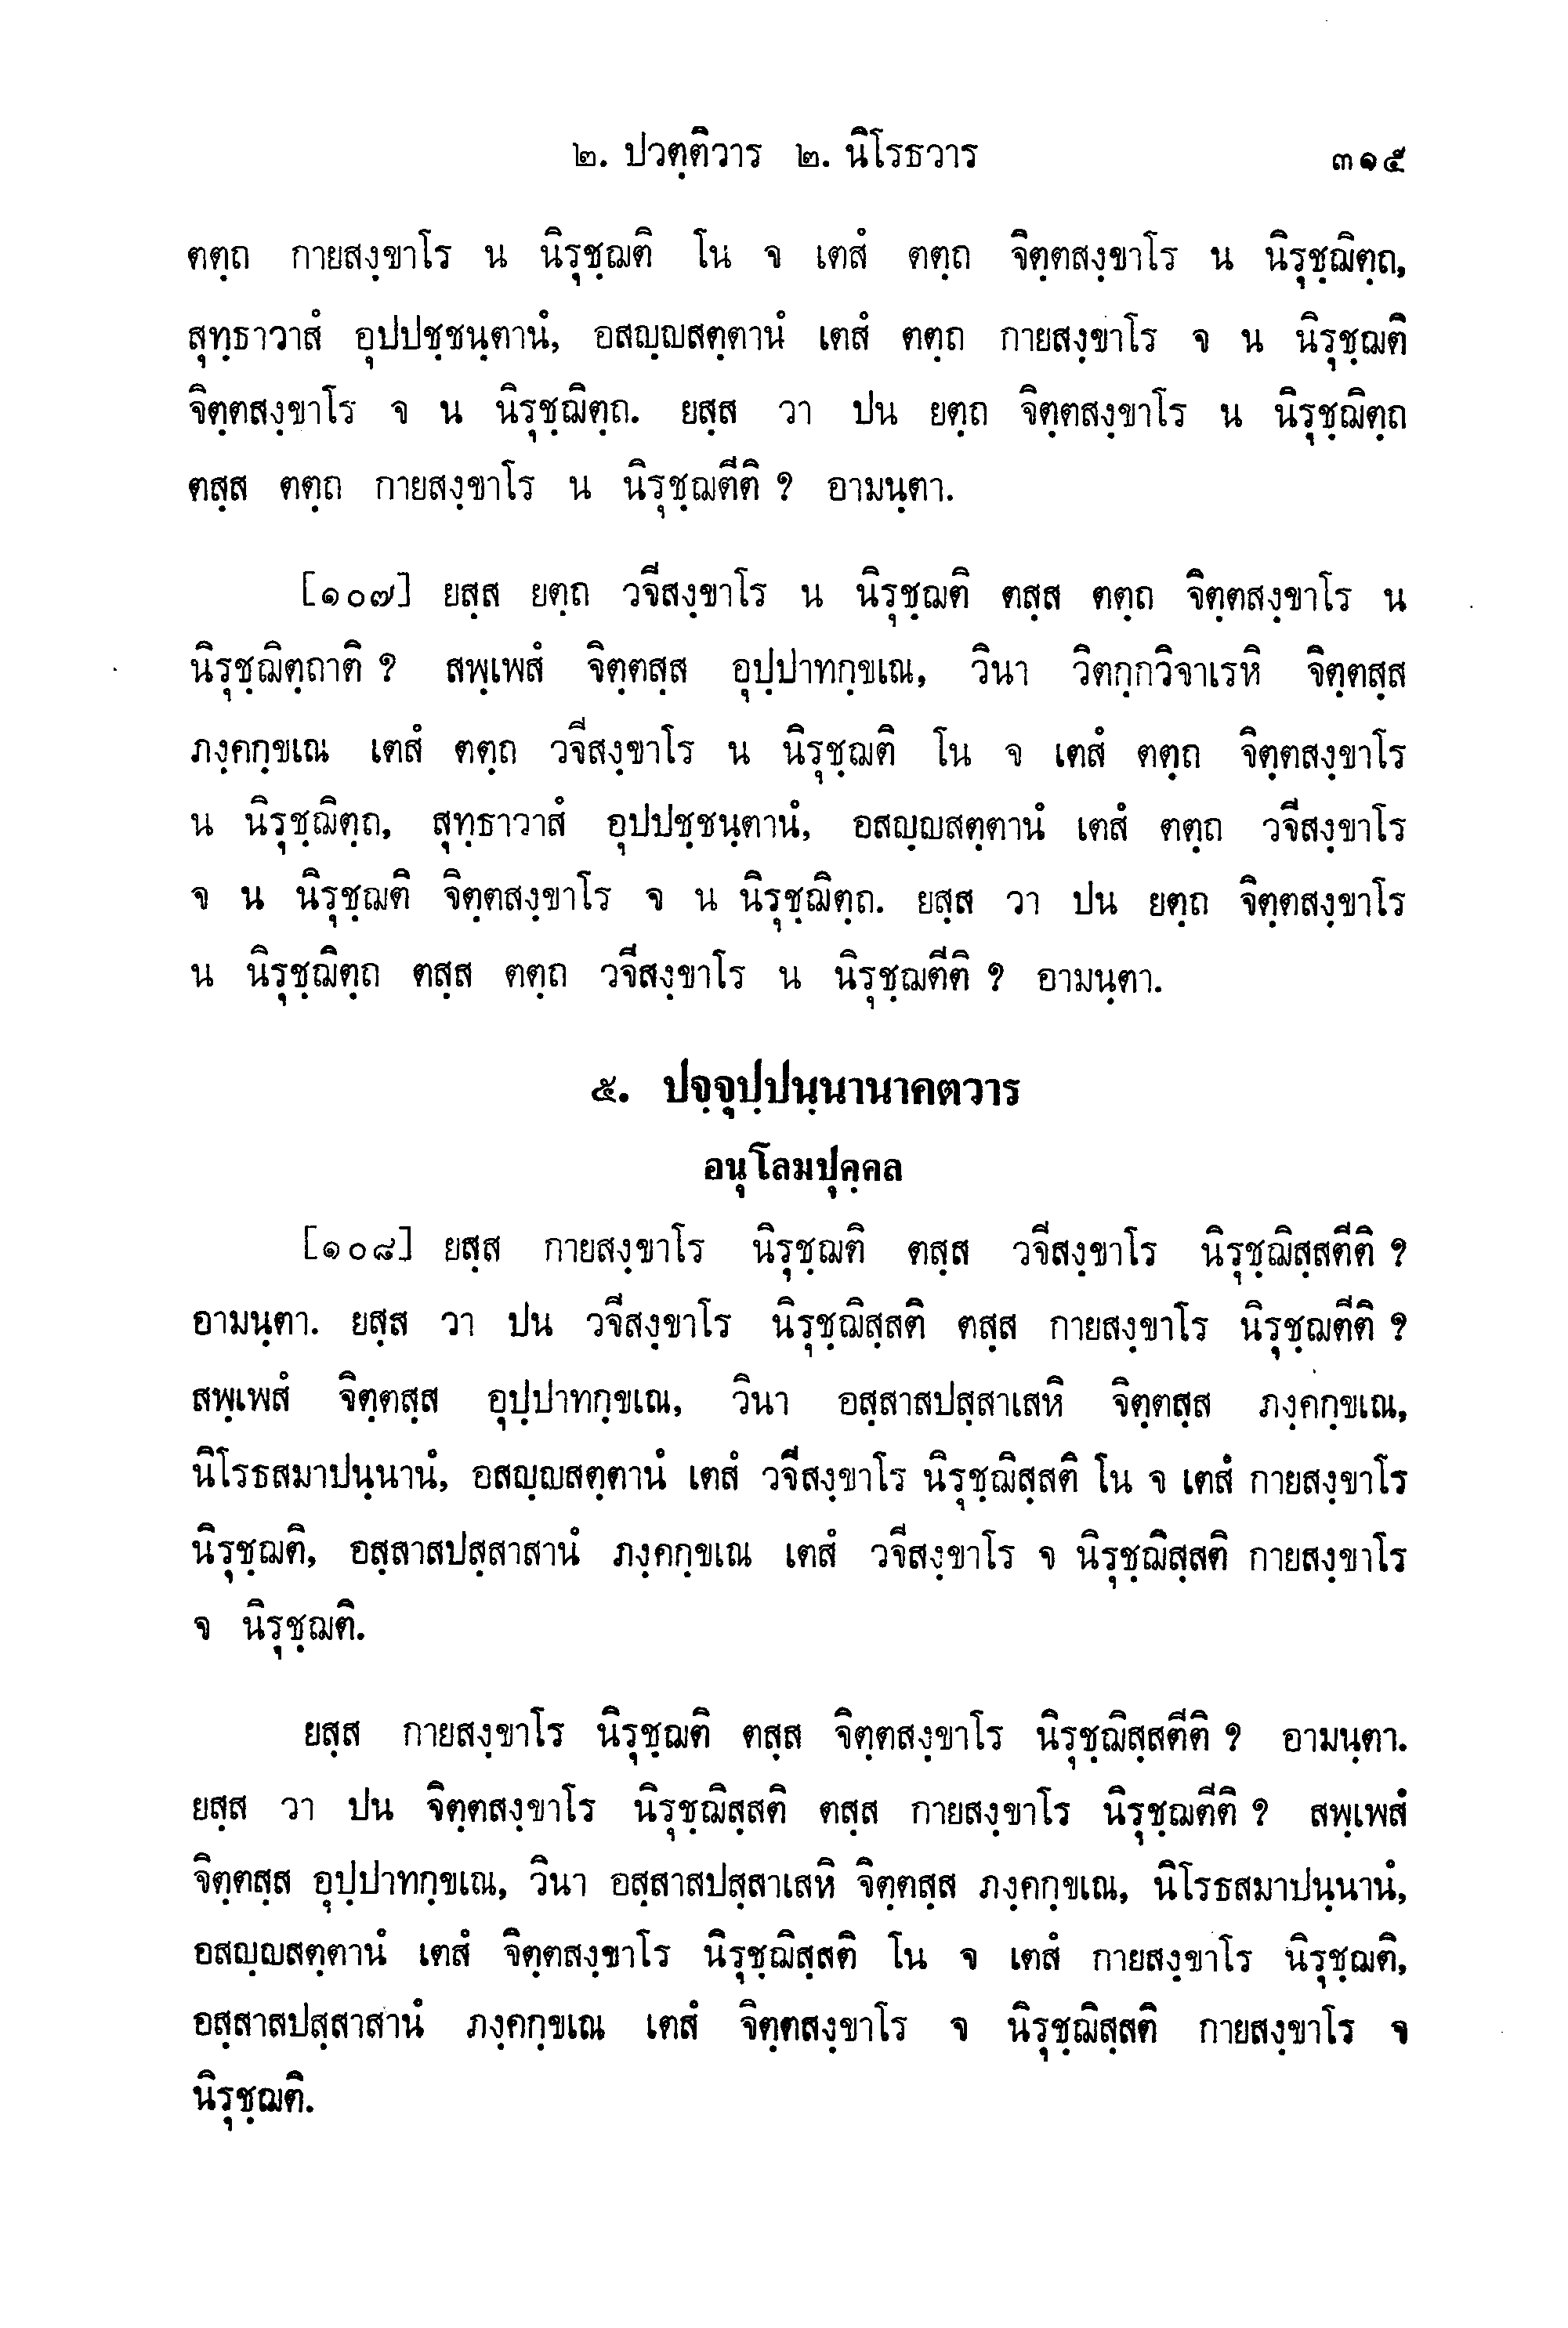 ๒. ปวตฺติวาร ๒. นิโรธวาร ๓๑๕
ตตฺถ กายสงฺขาโร น นิรุชฺฌติ โน จ เตสํ ตตฺถ จิตฺตสงฺขาโร น นิรุชฺฌิตฺถ,
สุทฺธาวาสํ อุปปชฺชนฺตานํ, อสญฺญสตฺตานํ เตสํ ตตฺถ กายสงฺขาโร จ น นิรุชฺฌติ
จิตฺตสงฺขาโร จ น นิรุชฺฌิตฺถ. ยสฺส วา ปน ยตฺถ จิตฺตสงฺขาโร น นิรุชฺฌิตฺถ
ตสฺส ตตฺถ กายสงฺขาโร น นิรุชฺฌตีติ ? อามนฺตา.
[๑๐๗] ยสฺส ยตฺถ วจีสงฺขาโร น นิรุชฺฌติ ตสฺส ตตฺถ จิตฺตสงฺขาโร น
นิรุชฺฌิตฺถาติ ? สพฺเพสํ จิตฺตสฺส อุปฺปาทกฺขเณ, วินา วิตกฺกวิจาเรหิ จิตฺตสฺส
ภงฺคกฺขเณ เตสํ ตตฺถ วจีสงฺขาโร น นิรุชฺฌติ โน จ เตสํ ตตฺถ จิตฺตสงฺขาโร
น นิรุชฺฌิตฺถ, สุทฺธาวาสํ อุปปชฺชนฺตานํ, อสญฺญสตฺตานํ เตสํ ตตฺถ วจีสงฺขาโร
จ น นิรุชฺฌติ จิตฺตสงฺขาโร จ น นิรุชฺฌิตฺถ. ยสฺส วา ปน ยตฺถ จิตฺตสงฺขาโร
น นิรุชฺฌิตฺถ ตสฺส ตตฺถ วจีสงฺขาโร น นิรุชฺฌตีติ ? อามนฺตา.
๕. ปจฺจุปฺปนฺนานาคตวาร
อนุโลมปุคฺคล
[๑๐๘] ยสฺส กายสงฺขาโร นิรุชฺฌติ ตสฺส วจีสงฺขาโร นิรุชฺฌิสฺสตีติ ?
อามนฺตา. ยสฺส วา ปน วจีสงฺขาโร นิรุชฺฌิสฺสติ ตสฺส กายสงฺขาโร นิรุชฺฌตีติ ?
สพฺเพสํ จิตฺตสฺส อุปฺปาทกฺขเณ, วินา อสฺสาสปสฺสาเสหิ จิตฺตสฺส ภงฺคกฺขเณ,
นิโรธสมาปนฺนานํ, อสญฺญสตฺตานํ เตสํ วจีสงฺขาโร นิรุชฺฌิสฺสติ โน จ เตสํ กายสงฺขาโร
นิรุชฺฌติ, อสฺสาสปสฺสาสานํ ภงฺคกฺขเณ เตสํ วจีสงฺขาโร จ นิรุชฺฌิสฺสติ กายสงฺขาโร
จ นิรุชฺฌติ.
ยสฺส กายสงฺขาโร นิรุชฺฌติ ตสฺส จิตฺตสงฺขาโร นิรุชฺฌิสฺสตีติ ? อามนฺตา.
ยสฺส วา ปน จิตฺตสงฺขาโร นิรุชฺฌิสฺสติ ตสฺส กายสงฺขาโร นิรุชฺฌตีติ ? สพฺเพสํ
จิตฺตสฺส อุปฺปาทกฺขเณ, วินา อสฺสาสปสฺสาเสหิ จิตฺตสฺส ภงฺคกฺขเณ, นิโรธสมาปนฺนานํ,
อสญฺญสตฺตานํ เตสํ จิตฺตสงฺขาโร นิรุชฺฌิสฺสติ โน จ เตสํ กายสงฺขาโร นิรุชฺฌติ,
อสฺสาสปสฺสาสานํ ภงฺคกฺขเณ เตสํ จิตฺตสงฺขาโร จ นิรุชฺฌิสฺสติ กายสงฺขาโร จ
นิรุชฺฌติ.